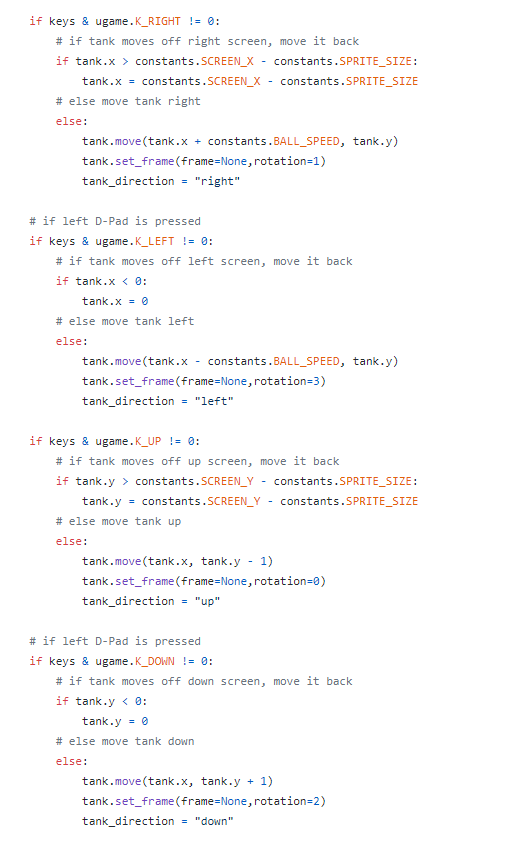 if keys & ugame.K_RIGHT != 0:
    # if tank moves off right screen, move it back
    if tank.x > constants.SCREEN_X - constants.SPRITE_SIZE:
        tank.x = constants.SCREEN_X - constants.SPRITE_SIZE
    # else move tank right
    else:
        tank.move(tank.x + constants.BALL_SPEED, tank.y)
        tank.set_frame(frame=None,rotation=1)
        tank_direction = "right"

# if left D-Pad is pressed
if keys & ugame.K_LEFT != 0:
    # if tank moves off left screen, move it back
    if tank.x < 0:
        tank.x = 0
    # else move tank left
    else:
        tank.move(tank.x - constants.BALL_SPEED, tank.y)
        tank.set_frame(frame=None,rotation=3)
        tank_direction = "left"

if keys & ugame.K_UP != 0:
    # if tank moves off up screen, move it back
    if tank.y > constants.SCREEN_Y - constants.SPRITE_SIZE:
        tank.y = constants.SCREEN_Y - constants.SPRITE_SIZE
    # else move tank up
    else:
        tank.move(tank.x, tank.y - 1)
        tank.set_frame(frame=None,rotation=0)
        tank_direction = "up"

# if left D-Pad is pressed
if keys & ugame.K_DOWN != 0:
    # if tank moves off down screen, move it back
    if tank.y < 0:
        tank.y = 0
    # else move tank down
    else:
        tank.move(tank.x, tank.y + 1)
        tank.set_frame(frame=None,rotation=2)
        tank_direction = "down"